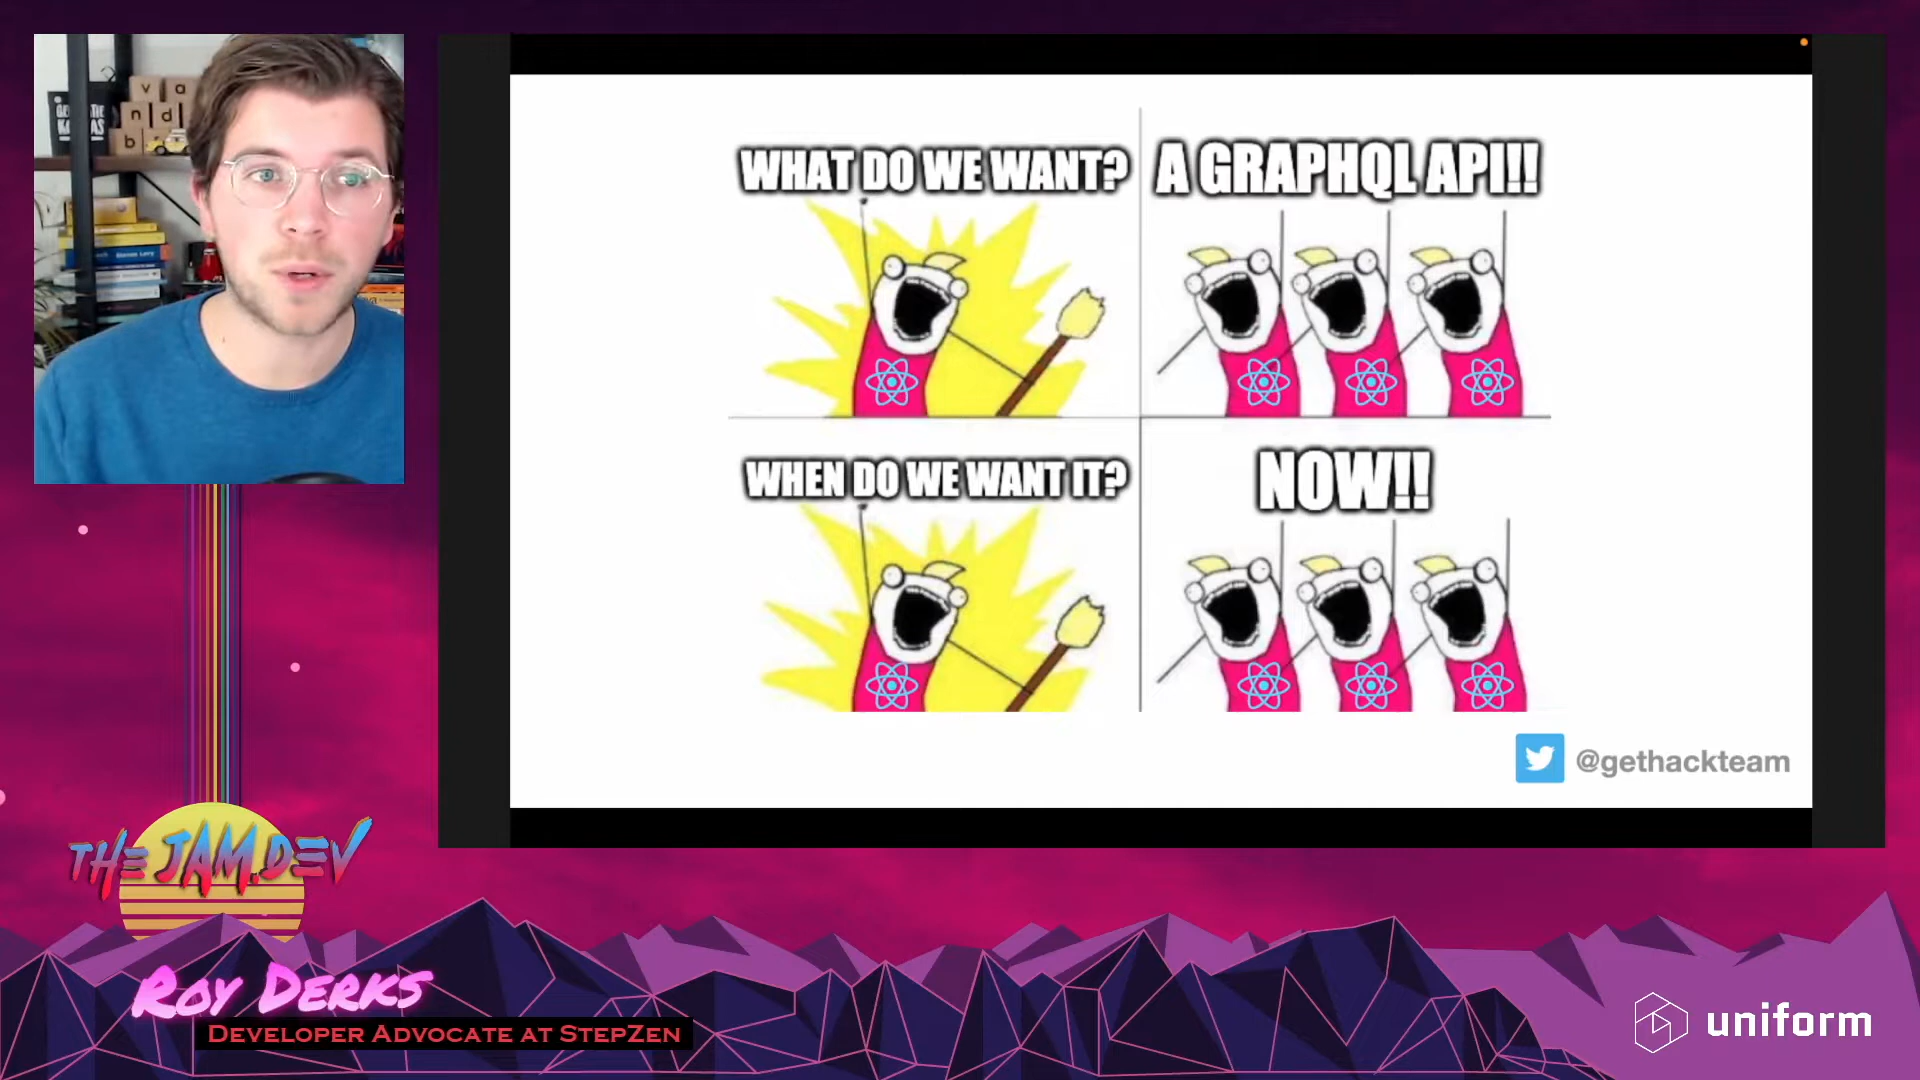 v a
n d
b
WHAT DO WE WANT?
A GRAPHQL API!!
WHEN DO WE WANT IT?
NOW!!
@gethackteam
THE JAM.DEV
ROY DERKS
DEVELOPER ADVOCATE AT STEPZEN
uniform